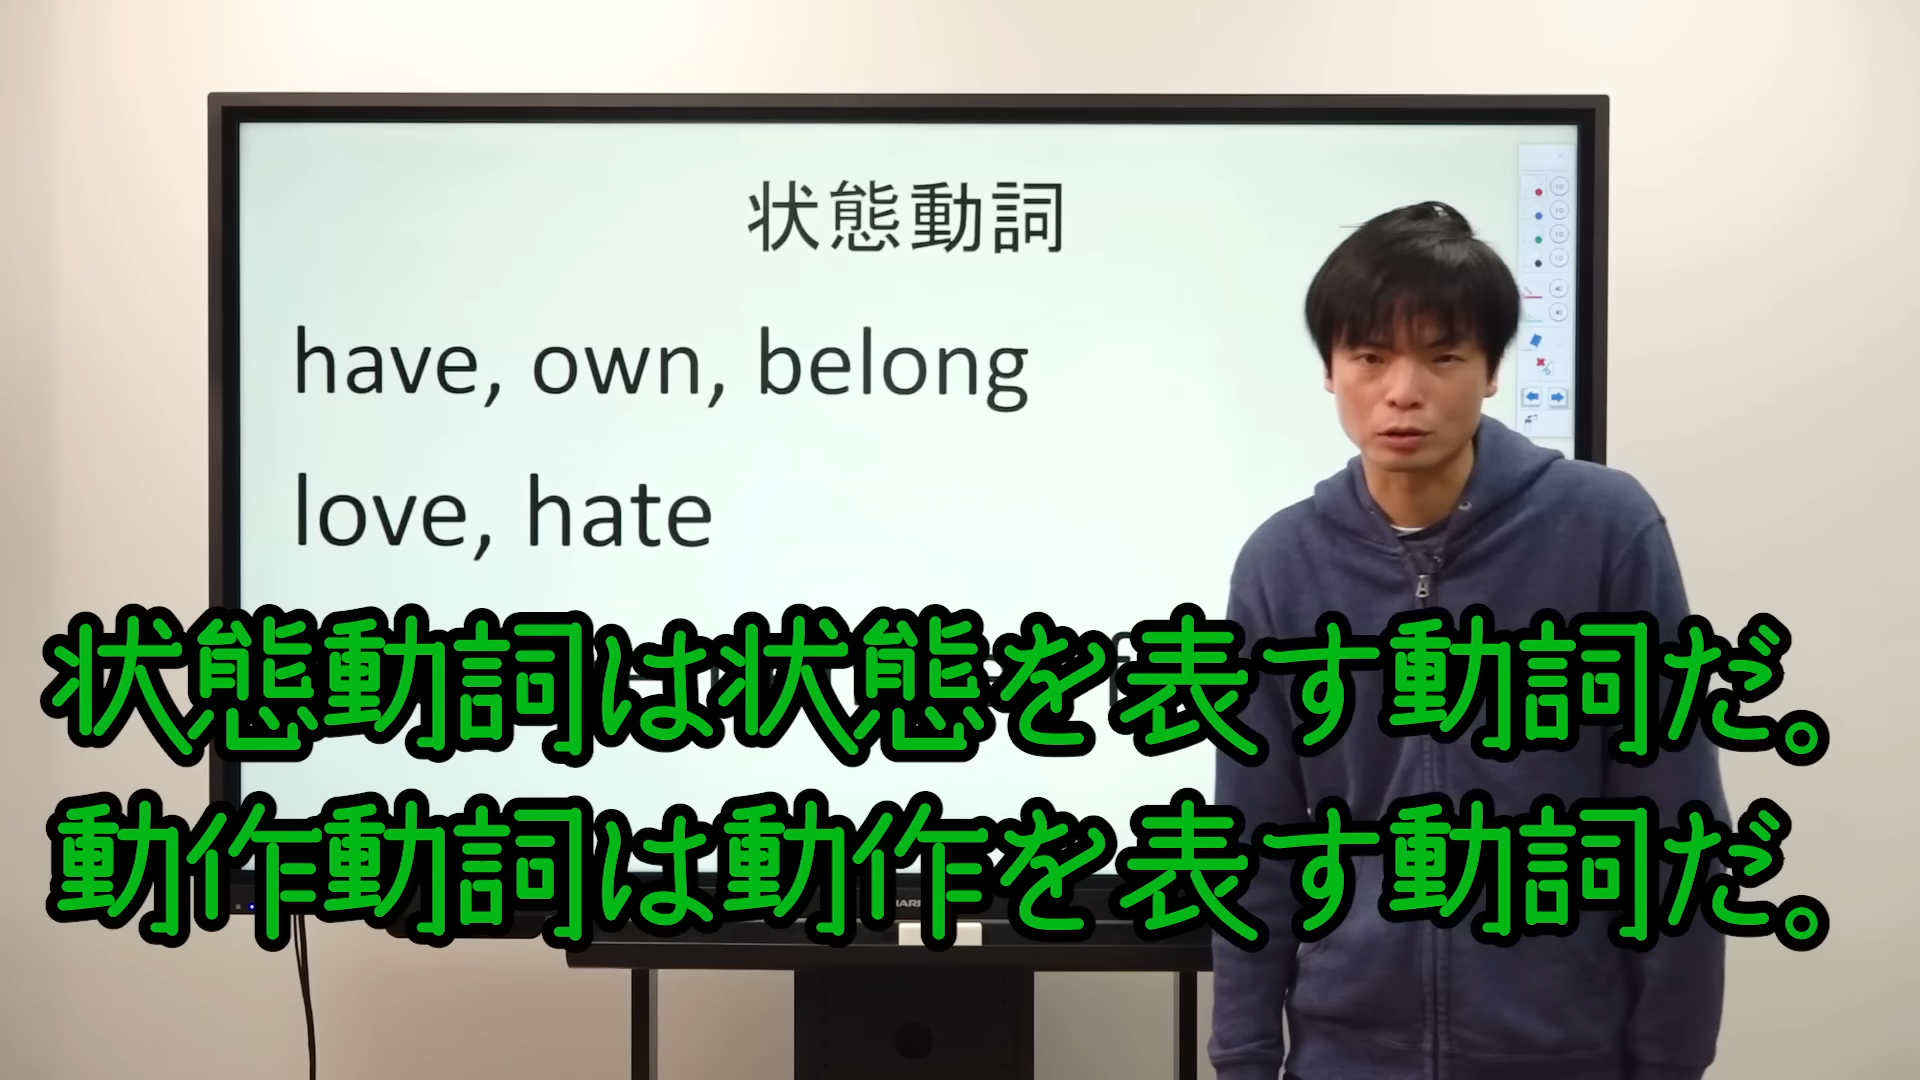 状態動詞
have, own, belong
love, hate
状態動詞は状態を表す動詞だ。
動作動詞は動作を表す動詞だ。